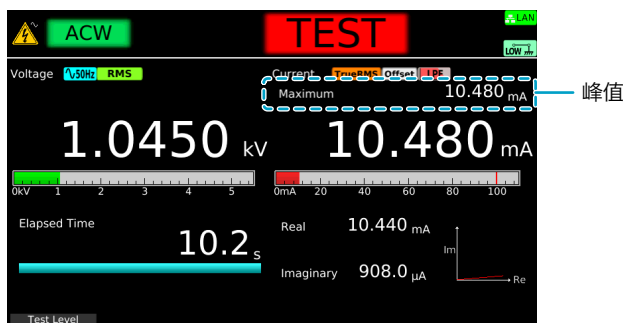 ACW
TEST
LAN
LOW
Voltage 50Hz RMS
Current TrueRMS Offset LPF
Maximum 10.480 mA
峰值
1.0450 kV
10.480 mA
0kV 1 2 3 4 5
0mA 20 40 60 80 100
Elapsed Time
10.2 s
Real 10.440 mA
Imaginary 908.0 µA
Im
Re
Test Level